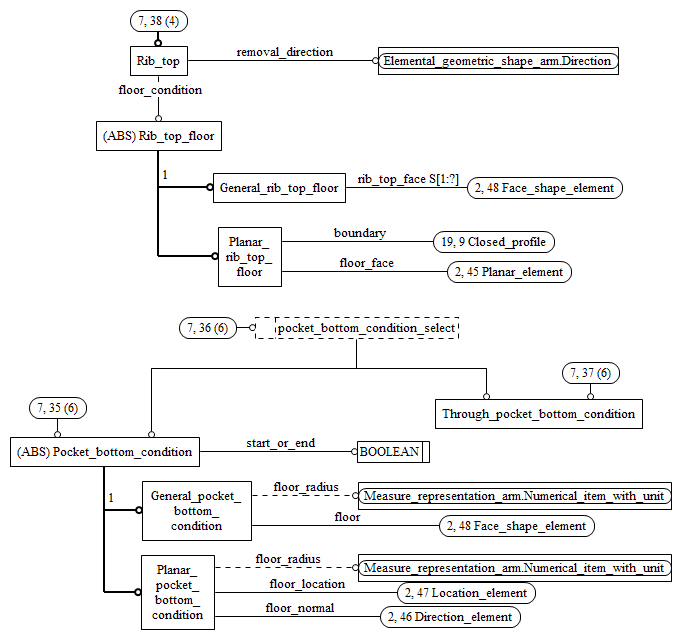 7, 38 (4)
removal_direction
Rib_top
Elemental_geometric_shape_arm.Direction
floor_condition
(ABS) Rib_top_floor
1
rib_top_face S[1:?]
General_rib_top_floor
2, 48 Face_shape_element
boundary
Planar_
rib_top_
floor
19, 9 Closed_profile
floor_face
2, 45 Planar_element
7, 36 (6)
pocket_bottom_condition_select
7, 37 (6)
7, 35 (6)
Through_pocket_bottom_condition
start_or_end
(ABS) Pocket_bottom_condition
BOOLEAN
floor_radius
1
General_pocket_
bottom_
condition
Measure_representation_arm.Numerical_item_with_unit
floor
2, 48 Face_shape_element
floor_radius
Planar_
pocket_
bottom_
condition
Measure_representation_arm.Numerical_item_with_unit
floor_location
2, 47 Location_element
floor_normal
2, 46 Direction_element